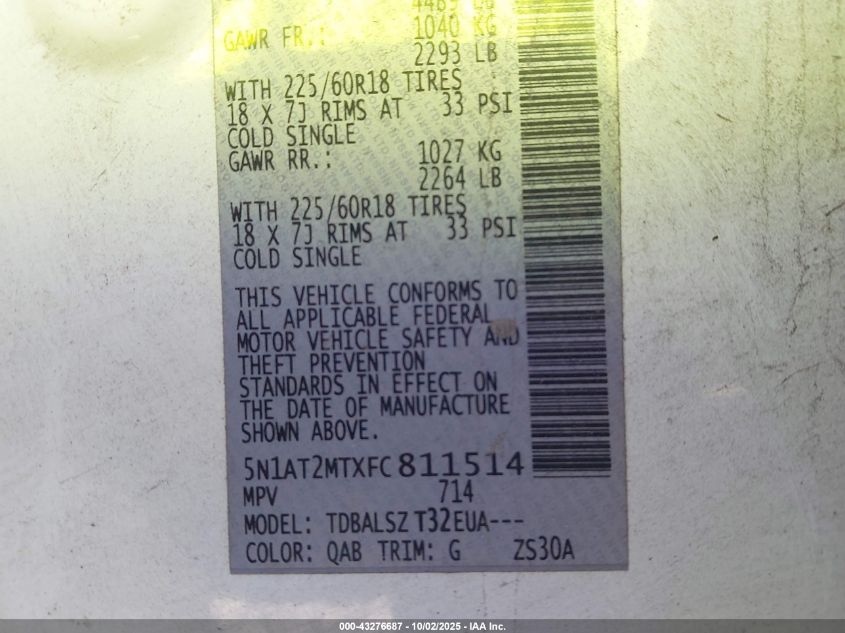 GAWR FR.: 1040 KG
2293 LB
WITH 225/60R18 TIRES
18 X 7J RIMS AT 33 PSI
COLD SINGLE
GAWR RR.: 1027 KG
2264 LB
WITH 225/60R18 TIRES
18 X 7J RIMS AT 33 PSI
COLD SINGLE
THIS VEHICLE CONFORMS TO
ALL APPLICABLE FEDERAL
MOTOR VEHICLE SAFETY AND
THEFT PREVENTION
STANDARDS IN EFFECT ON
THE DATE OF MANUFACTURE
SHOWN ABOVE.
5N1AT2MTXFC811514
MPV 714
MODEL: TDBALSZ T32EUA---
COLOR: QAB TRIM: G ZS30A
000-43276687 - 10/02/2025 - IAA Inc.